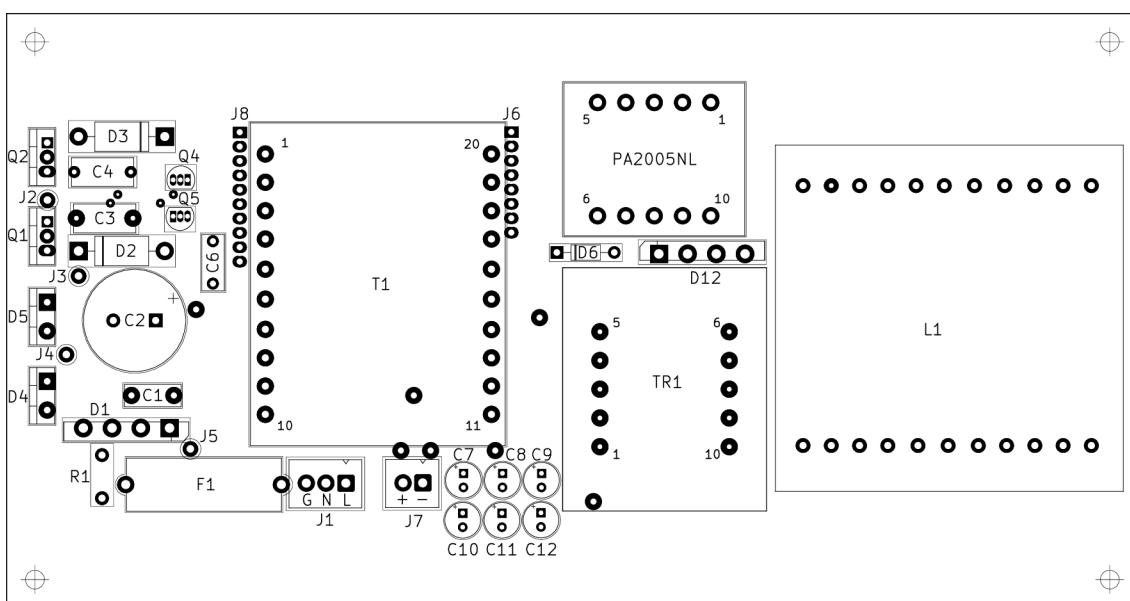 J8
J6
D3
1
20
5
1
Q2
Q4
PA2005NL
C4
J2
Q5
6
10
C3
Q1
D2
D6
C6
J3
D12
T1
+
D5
C2
5
6
L1
J4
TR1
D4
C1
D1
10
11
J5
1
10
C7
C8
C9
R1
F1
G N L
+ -
J1
J7
C10
C11
C12